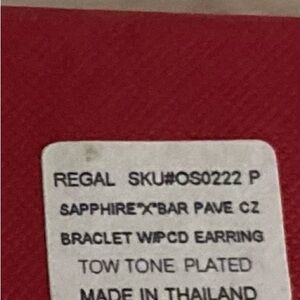 REGAL SKU#OS0222 P
SAPPHIRE"X"BAR PAVE CZ
BRACLET W/PCD EARRING
TOW TONE PLATED
MADE IN THAILAND